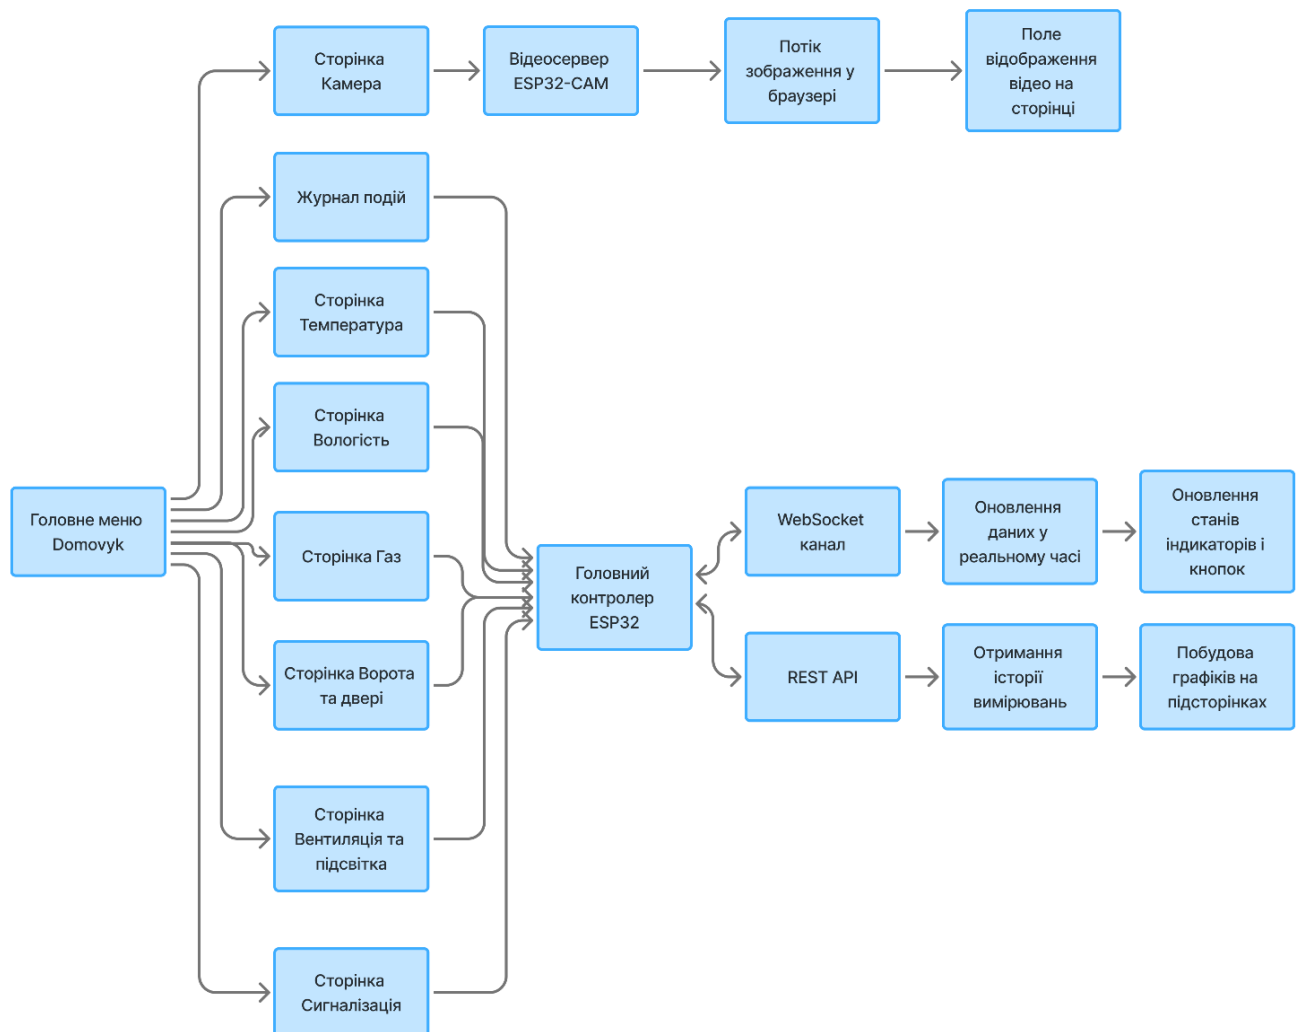 Сторінка
Камера
Відеосервер
ESP32-CAM
Потік
зображення у
браузері
Поле
відображення
відео на
сторінці
Журнал подій
Сторінка
Температура
Сторінка
Вологість
Головне меню
Domovyk
Сторінка Газ
Сторінка Ворота
та двері
Сторінка
Вентиляція та
підсвітка
Сторінка
Сигналізація
Головний
контролер
ESP32
WebSocket
канал
Оновлення
даних у
реальному часі
Оновлення
станів
індикаторів і
кнопок
REST API
Отримання
історії
вимірювань
Побудова
графіків на
підсторінках